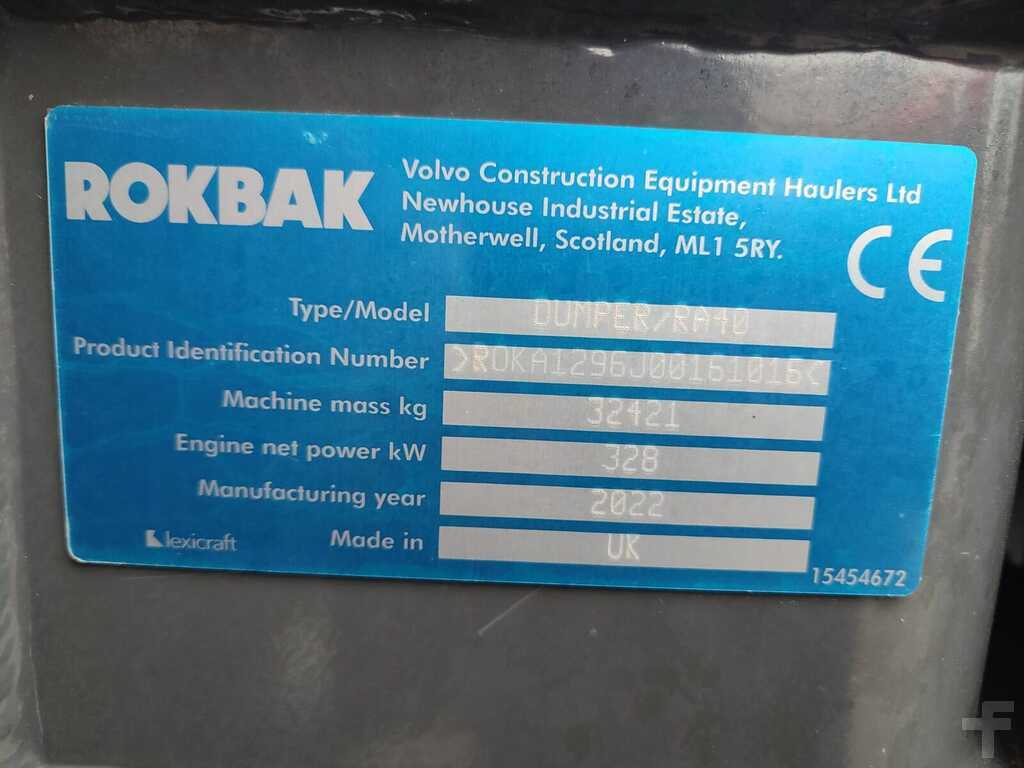 ROKBAK
Volvo Construction Equipment Haulers Ltd
Newhouse Industrial Estate,
Motherwell, Scotland, ML1 5RY.
CE
Type/Model DUMPER/RA40
Product Identification Number >ROKA1296J00161016<
Machine mass kg 32421
Engine net power kW 328
Manufacturing year 2022
Made in UK
lexicraft
15454672